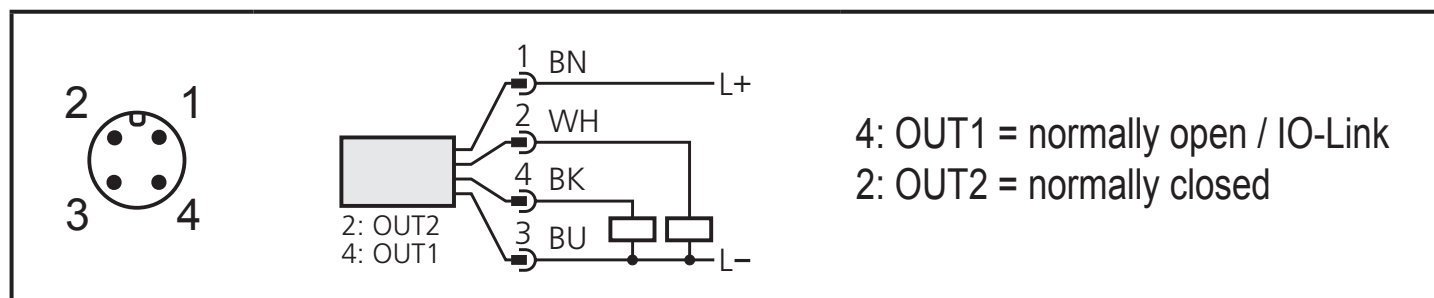 2 1
3 4
1 BN
L+
2 WH
4 BK
3 BU
L−
2: OUT2
4: OUT1
4: OUT1 = normally open / IO-Link
2: OUT2 = normally closed